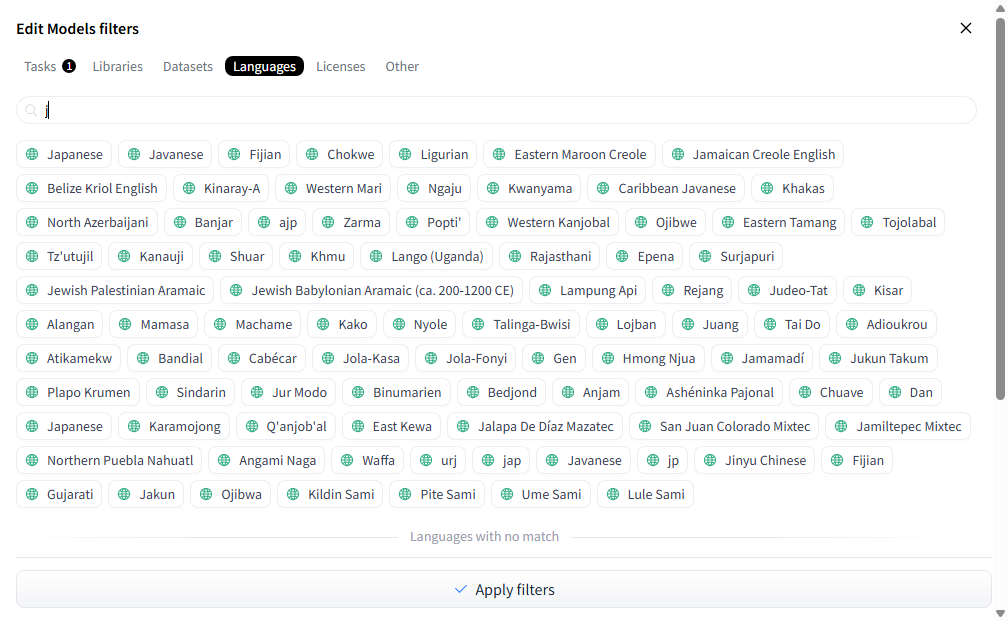 Edit Models filters
Tasks 1 Libraries Datasets Languages Licenses Other
j
Japanese Javanese Fijian Chokwe Ligurian Eastern Maroon Creole Jamaican Creole English
Belize Kriol English Kinaray-A Western Mari Ngaju Kwanyama Caribbean Javanese Khakas
North Azerbaijani Banjar ajp Zarma Popti' Western Kanjobal Ojibwe Eastern Tamang Tojolabal
Tz'utujil Kanauji Shuar Khmu Lango (Uganda) Rajasthani Epena Surjapuri
Jewish Palestinian Aramaic Jewish Babylonian Aramaic (ca. 200-1200 CE) Lampung Api Rejang Judeo-Tat Kisar
Alangan Mamasa Machame Kako Nyole Talinga-Bwisi Lojban Juang Tai Do Adioukrou
Atikamekw Bandial Cabécar Jola-Kasa Jola-Fonyi Gen Hmong Njua Jamamadí Jukun Takum
Plapo Krumen Sindarin Jur Modo Binumarien Bedjond Anjam Ashéninka Pajonal Chuave Dan
Japanese Karamojong Q'anjob'al East Kewa Jalapa De Díaz Mazatec San Juan Colorado Mixtec Jamiltepec Mixtec
Northern Puebla Nahuatl Angami Naga Waffa urj jap Javanese jp Jinyu Chinese Fijian
Gujarati Jakun Ojibwa Kildin Sami Pite Sami Ume Sami Lule Sami
Languages with no match
Apply filters